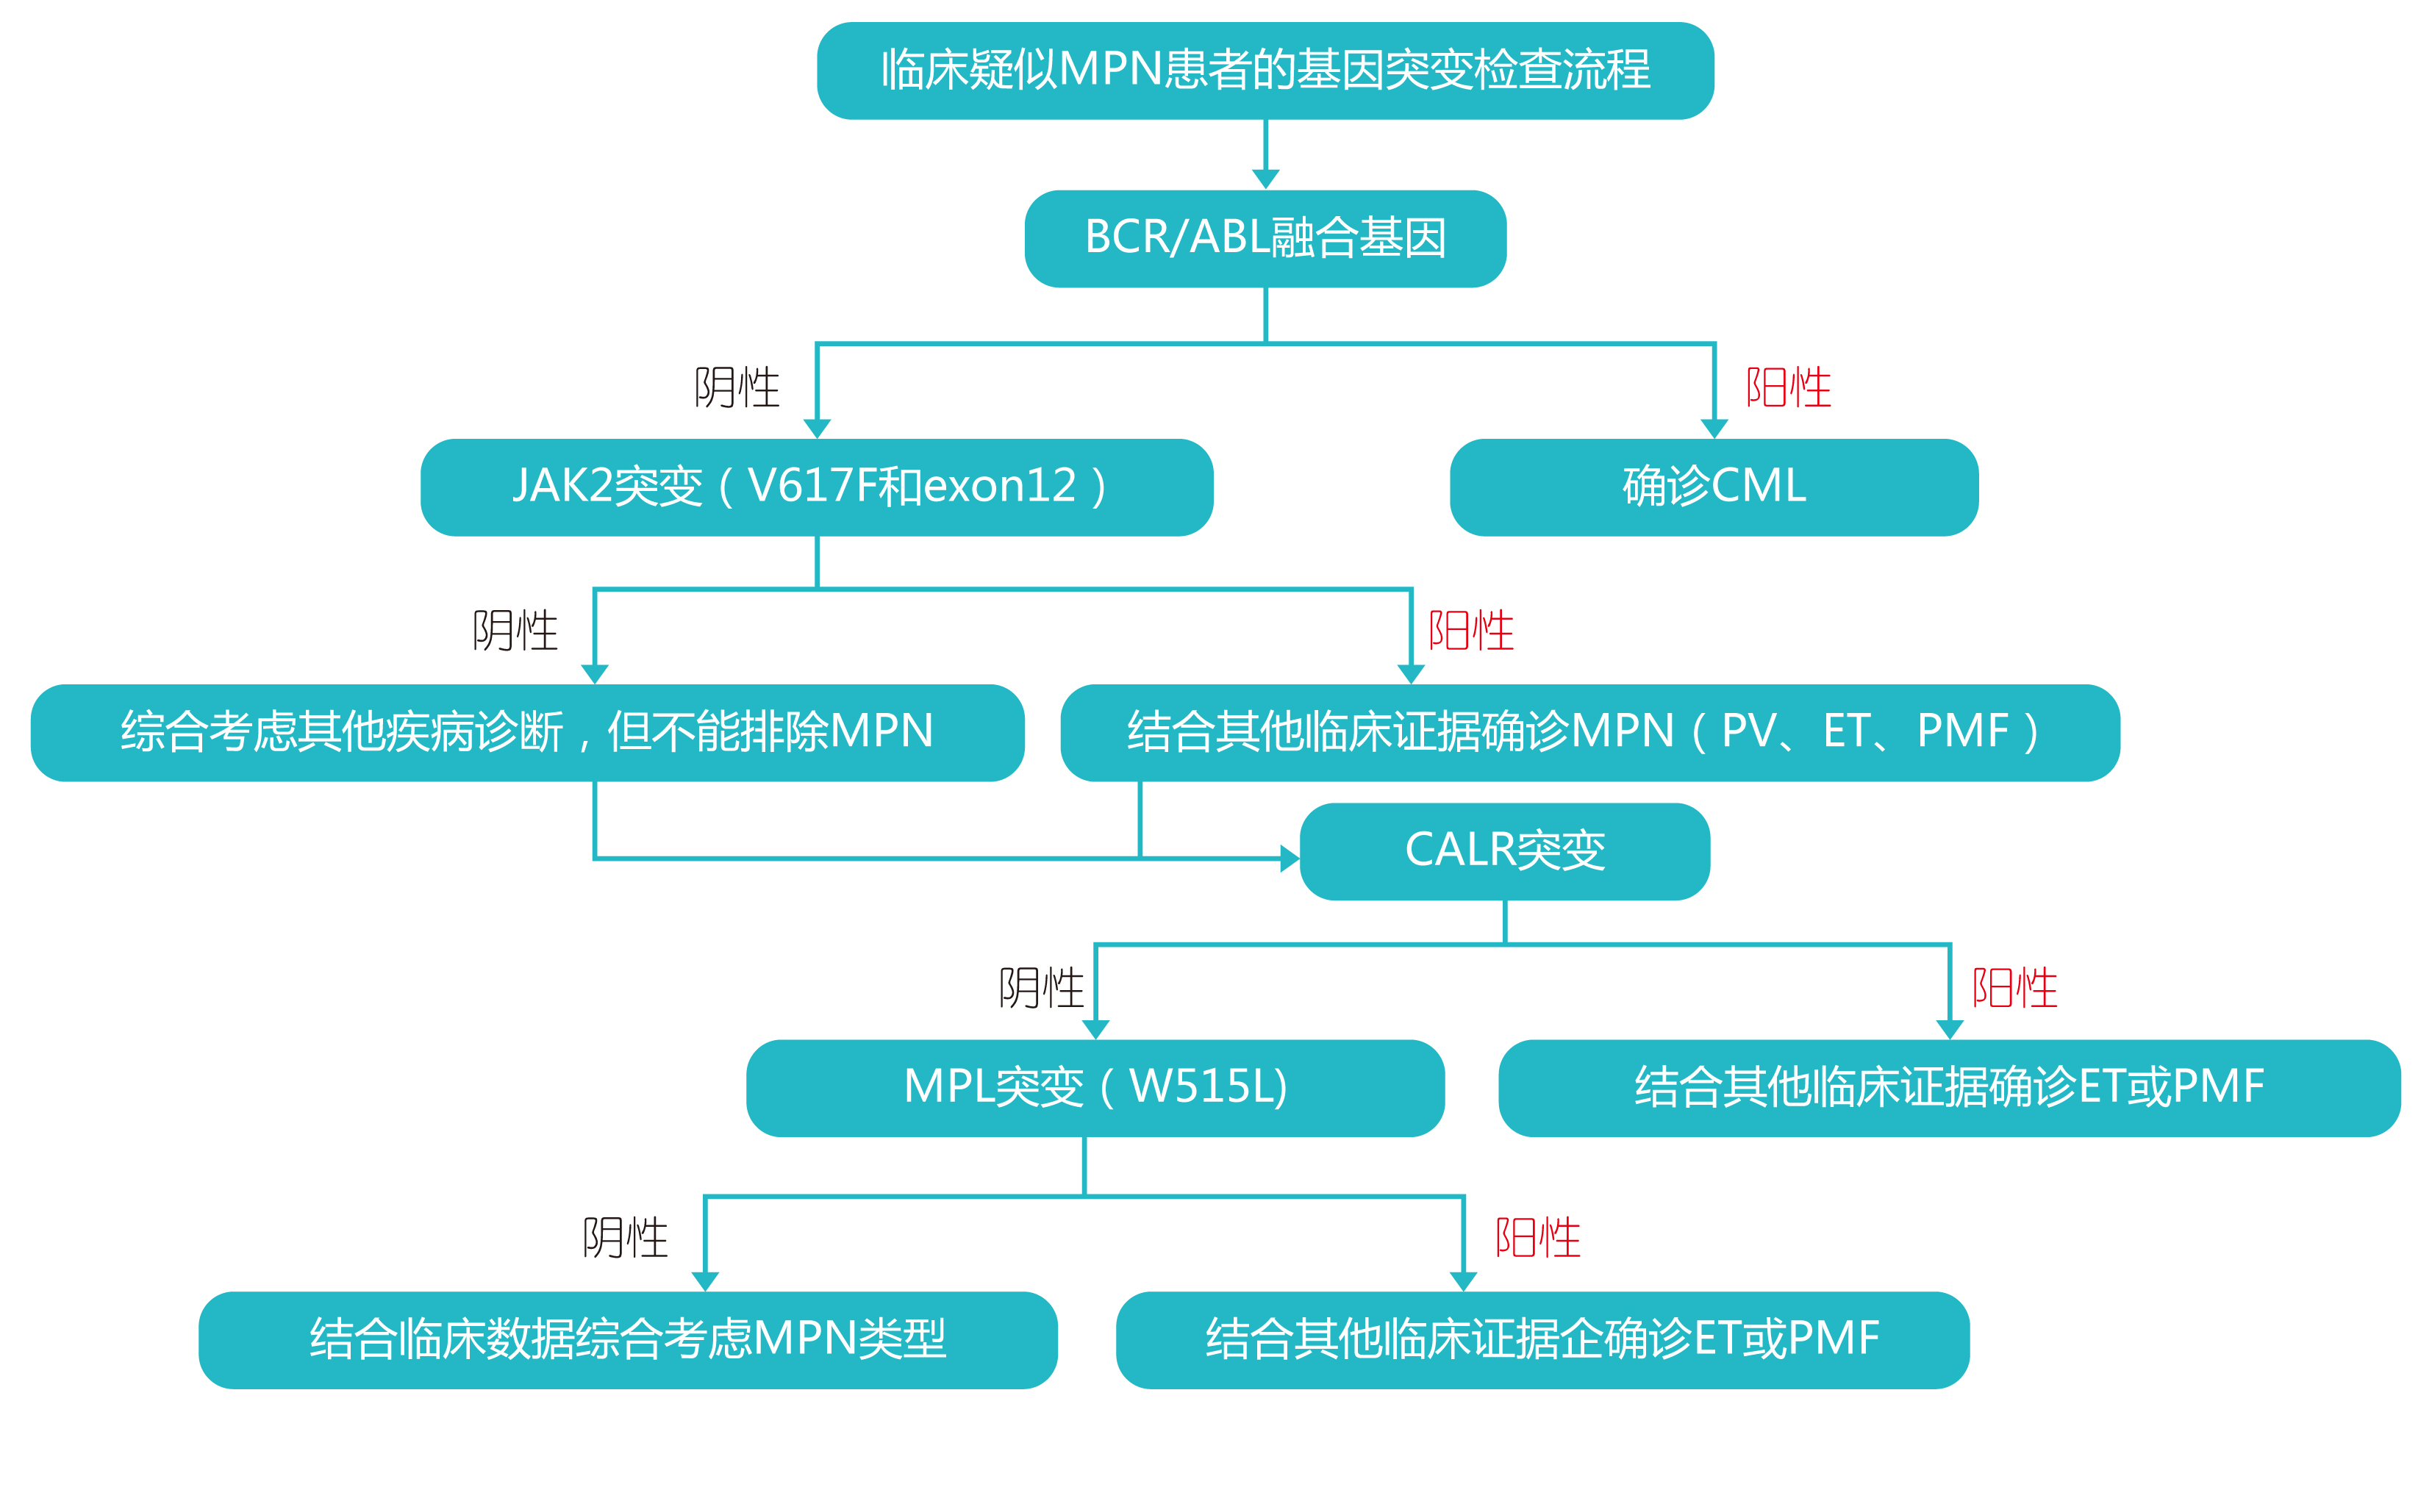 临床疑似MPN患者的基因突变检查流程
BCR/ABL融合基因
阴性
阳性
JAK2突变（V617F和exon12）
确诊CML
阴性
阳性
综合考虑其他疾病诊断，但不能排除MPN
结合其他临床证据确诊MPN（PV、ET、PMF）
CALR突变
阴性
阳性
MPL突变（W515L）
结合其他临床证据确诊ET或PMF
阴性
阳性
结合临床数据综合考虑MPN类型
结合其他临床证据正确诊ET或PMF